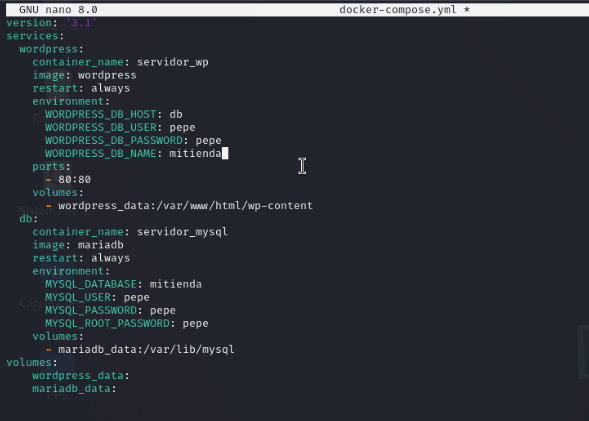 GNU nano 8.0 docker-compose.yml *
version: '3.1'
services:
  wordpress:
    container_name: servidor_wp
    image: wordpress
    restart: always
    environment:
      WORDPRESS_DB_HOST: db
      WORDPRESS_DB_USER: pepe
      WORDPRESS_DB_PASSWORD: pepe
      WORDPRESS_DB_NAME: mitienda
    ports:
      - 80:80
    volumes:
      - wordpress_data:/var/www/html/wp-content
  db:
    container_name: servidor_mysql
    image: mariadb
    restart: always
    environment:
      MYSQL_DATABASE: mitienda
      MYSQL_USER: pepe
      MYSQL_PASSWORD: pepe
      MYSQL_ROOT_PASSWORD: pepe
    volumes:
      - mariadb_data:/var/lib/mysql
volumes:
    wordpress_data:
    mariadb_data: